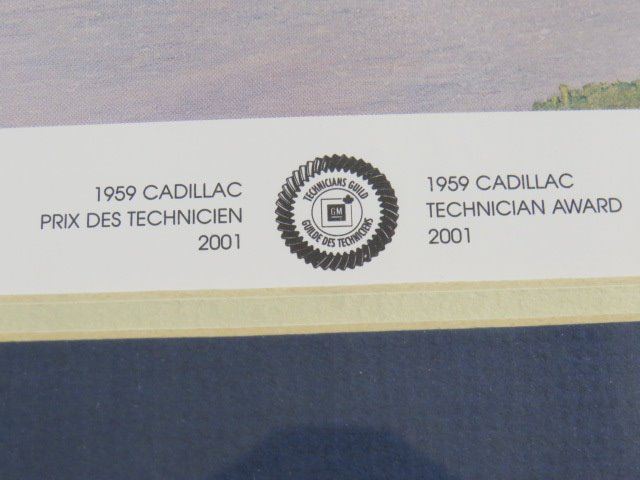 1959 CADILLAC
PRIX DES TECHNICIEN
2001
TECHNICIANS GUILD
GM
GUILDE DES TECHNICIENS
1959 CADILLAC
TECHNICIAN AWARD
2001